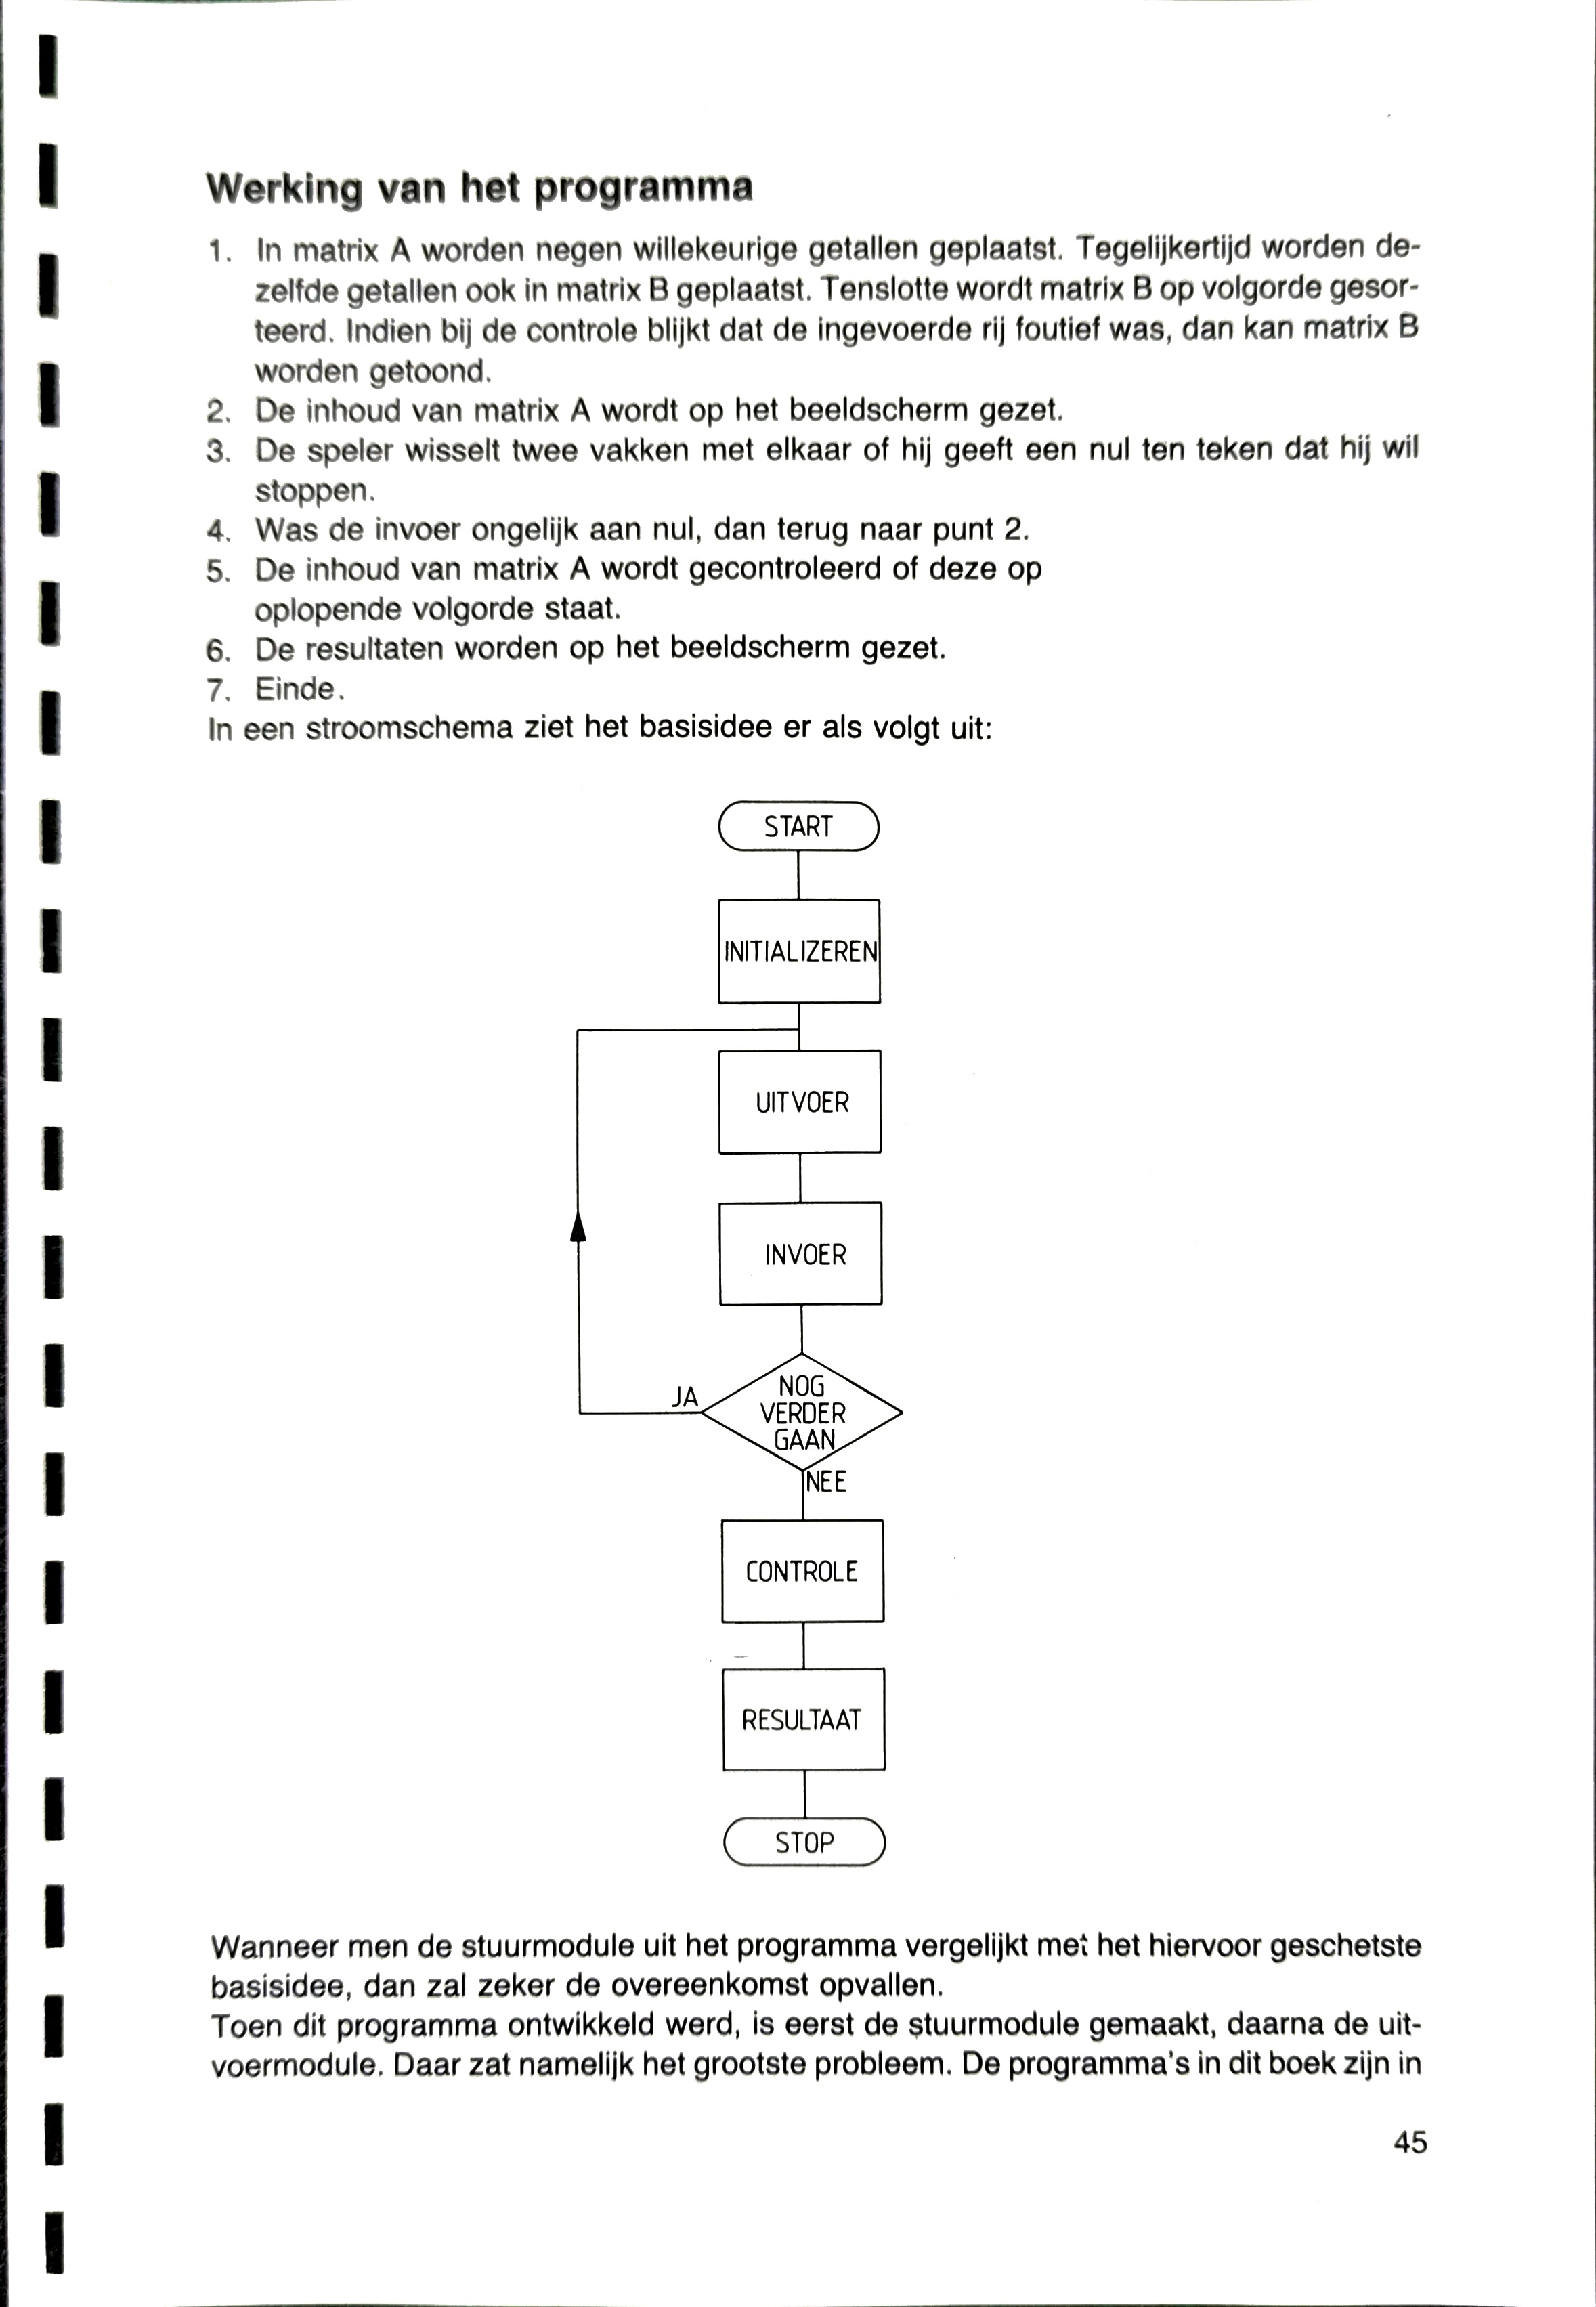 Werking van het programma
1. In matrix A worden negen willekeurige getallen geplaatst. Tegelijkertijd worden de-
zelfde getallen ook in matrix B geplaatst. Tenslotte wordt matrix B op volgorde gesor-
teerd. Indien bij de controle blijkt dat de ingevoerde rij foutief was, dan kan matrix B
worden getoond.
2. De inhoud van matrix A wordt op het beeldscherm gezet.
3. De speler wisselt twee vakken met elkaar of hij geeft een nul ten teken dat hij wil
stoppen.
4. Was de invoer ongelijk aan nul, dan terug naar punt 2.
5. De inhoud van matrix A wordt gecontroleerd of deze op
oplopende volgorde staat.
6. De resultaten worden op het beeldscherm gezet.
7. Einde.
In een stroomschema ziet het basisidee er als volgt uit:
START
INITIALIZEREN
UITVOER
INVOER
JA
NOG
VERDER
GAAN
NEE
CONTROLE
RESULTAAT
STOP
Wanneer men de stuurmodule uit het programma vergelijkt met het hiervoor geschetste
basisidee, dan zal zeker de overeenkomst opvallen.
Toen dit programma ontwikkeld werd, is eerst de stuurmodule gemaakt, daarna de uit-
voermodule. Daar zat namelijk het grootste probleem. De programma's in dit boek zijn in
45